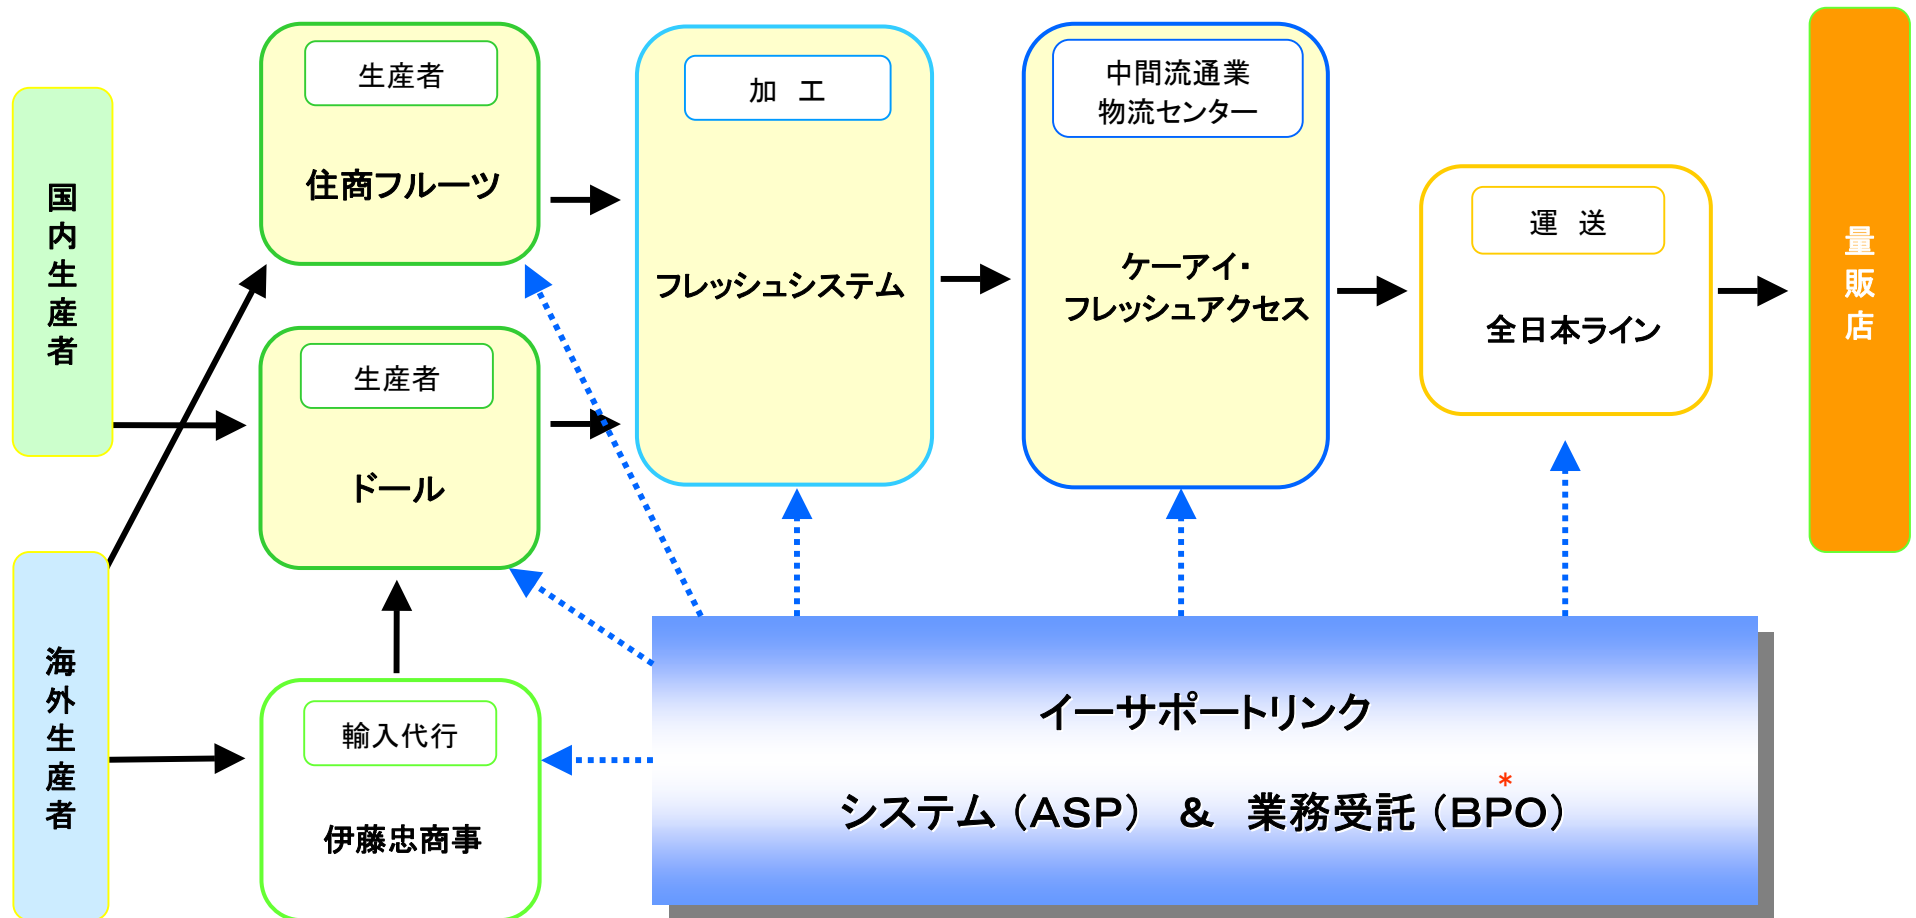 国内生産者
海外生産者
生産者
住商フルーツ
生産者
ドール
輸入代行
伊藤忠商事
加　工
フレッシュシステム
中間流通業
物流センター
ケーアイ・
フレッシュアクセス
運　送
全日本ライン
量販店
イーサポートリンク
*
システム（ASP）　＆　業務受託（BPO）